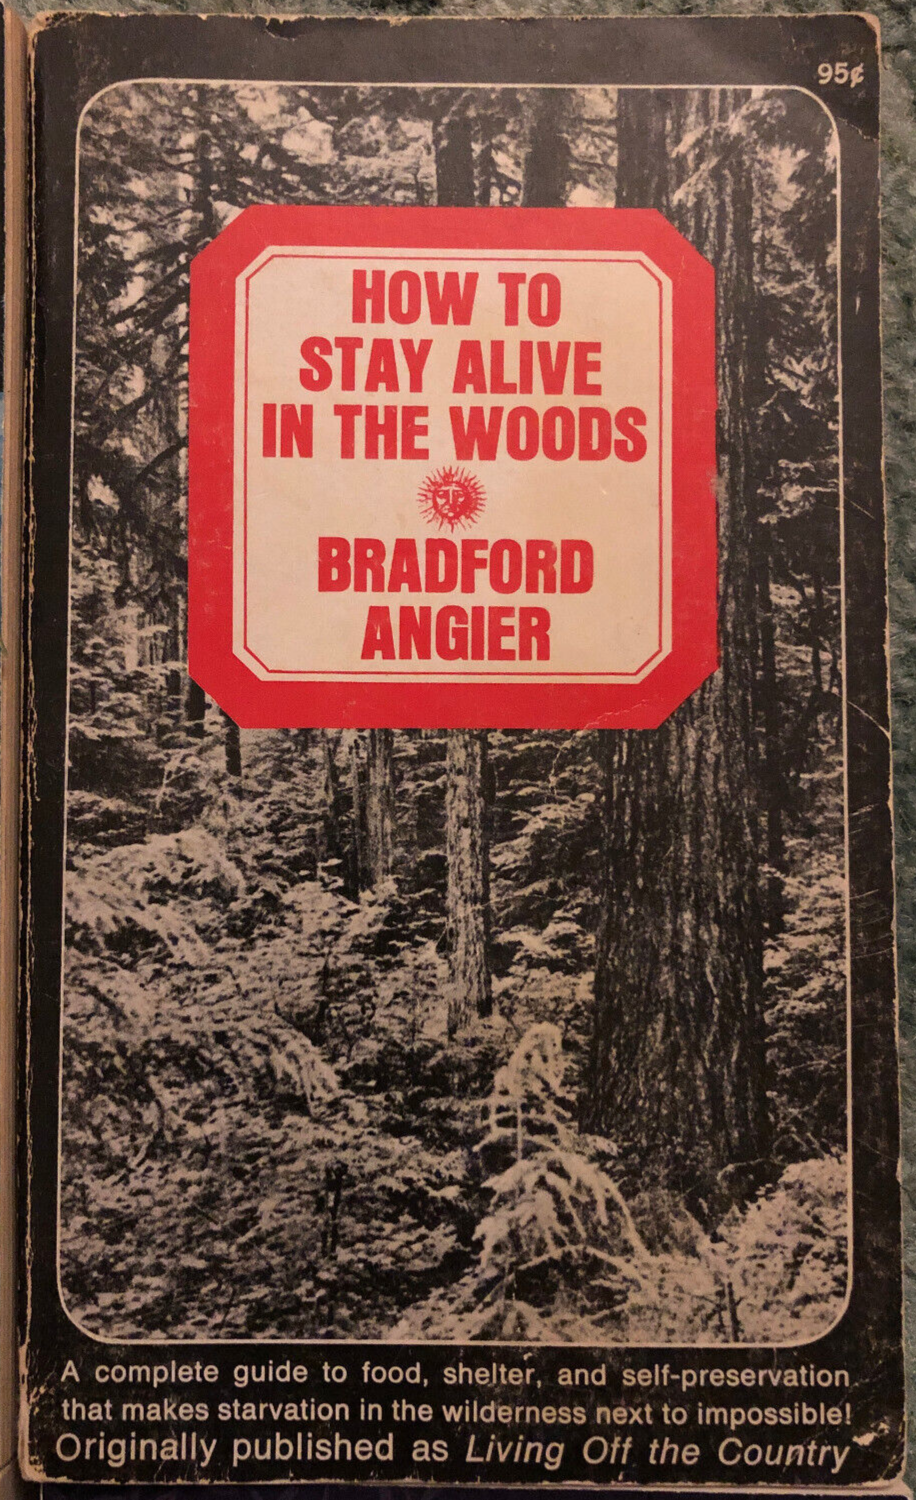 95¢
HOW TO
STAY ALIVE
IN THE WOODS
BRADFORD
ANGIER
A complete guide to food, shelter, and self-preservation
that makes starvation in the wilderness next to impossible!
Originally published as Living Off the Country